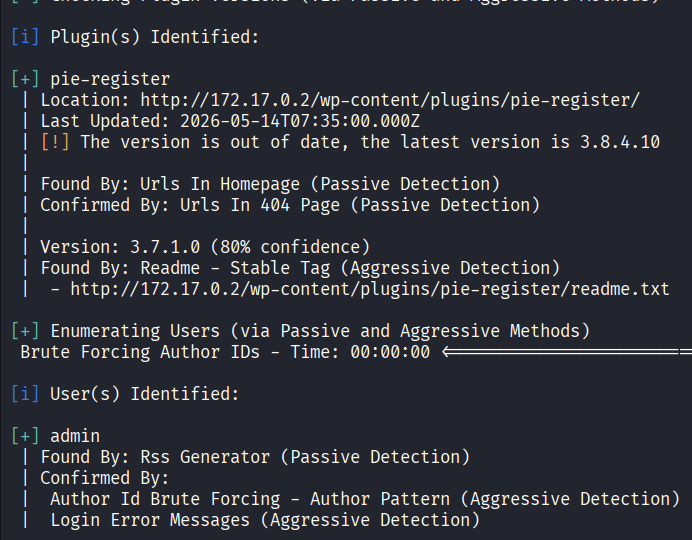 [i] Plugin(s) Identified:
[+] pie-register
| Location: http://172.17.0.2/wp-content/plugins/pie-register/
| Last Updated: 2026-05-14T07:35:00.000Z
| [!] The version is out of date, the latest version is 3.8.4.10
|
| Found By: Urls In Homepage (Passive Detection)
| Confirmed By: Urls In 404 Page (Passive Detection)
|
| Version: 3.7.1.0 (80% confidence)
| Found By: Readme - Stable Tag (Aggressive Detection)
|  - http://172.17.0.2/wp-content/plugins/pie-register/readme.txt
[+] Enumerating Users (via Passive and Aggressive Methods)
Brute Forcing Author IDs - Time: 00:00:00 <========================
[i] User(s) Identified:
[+] admin
| Found By: Rss Generator (Passive Detection)
| Confirmed By:
|  Author Id Brute Forcing - Author Pattern (Aggressive Detection)
|  Login Error Messages (Aggressive Detection)